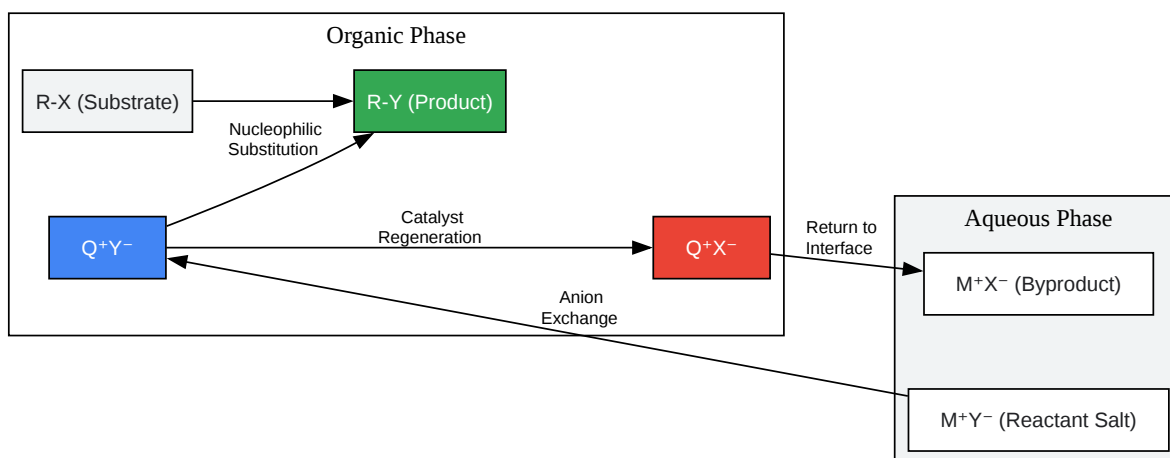 Organic Phase
R-X (Substrate)
R-Y (Product)
Nucleophilic
Substitution
Q⁺Y⁻
Catalyst
Regeneration
Q⁺X⁻
Return to
Interface
Anion
Exchange
Aqueous Phase
M⁺X⁻ (Byproduct)
M⁺Y⁻ (Reactant Salt)